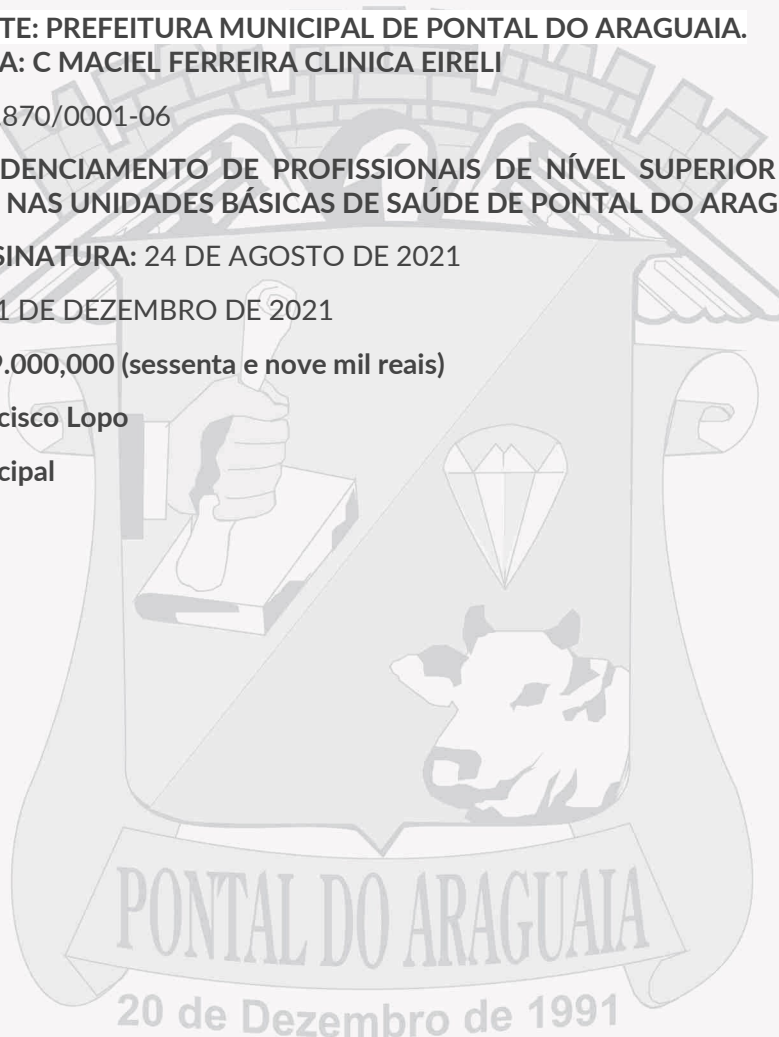 TE: PREFEITURA MUNICIPAL DE PONTAL DO ARAGUAIA.
A: C MACIEL FERREIRA CLINICA EIRELI
.870/0001-06
DENCIAMENTO DE PROFISSIONAIS DE NÍVEL SUPERIOR
NAS UNIDADES BÁSICAS DE SAÚDE DE PONTAL DO ARAG
SINATURA: 24 DE AGOSTO DE 2021
1 DE DEZEMBRO DE 2021
9.000,000 (sessenta e nove mil reais)
cisco Lopo
cipal
PONTAL DO ARAGUAIA
20 de Dezembro de 1991